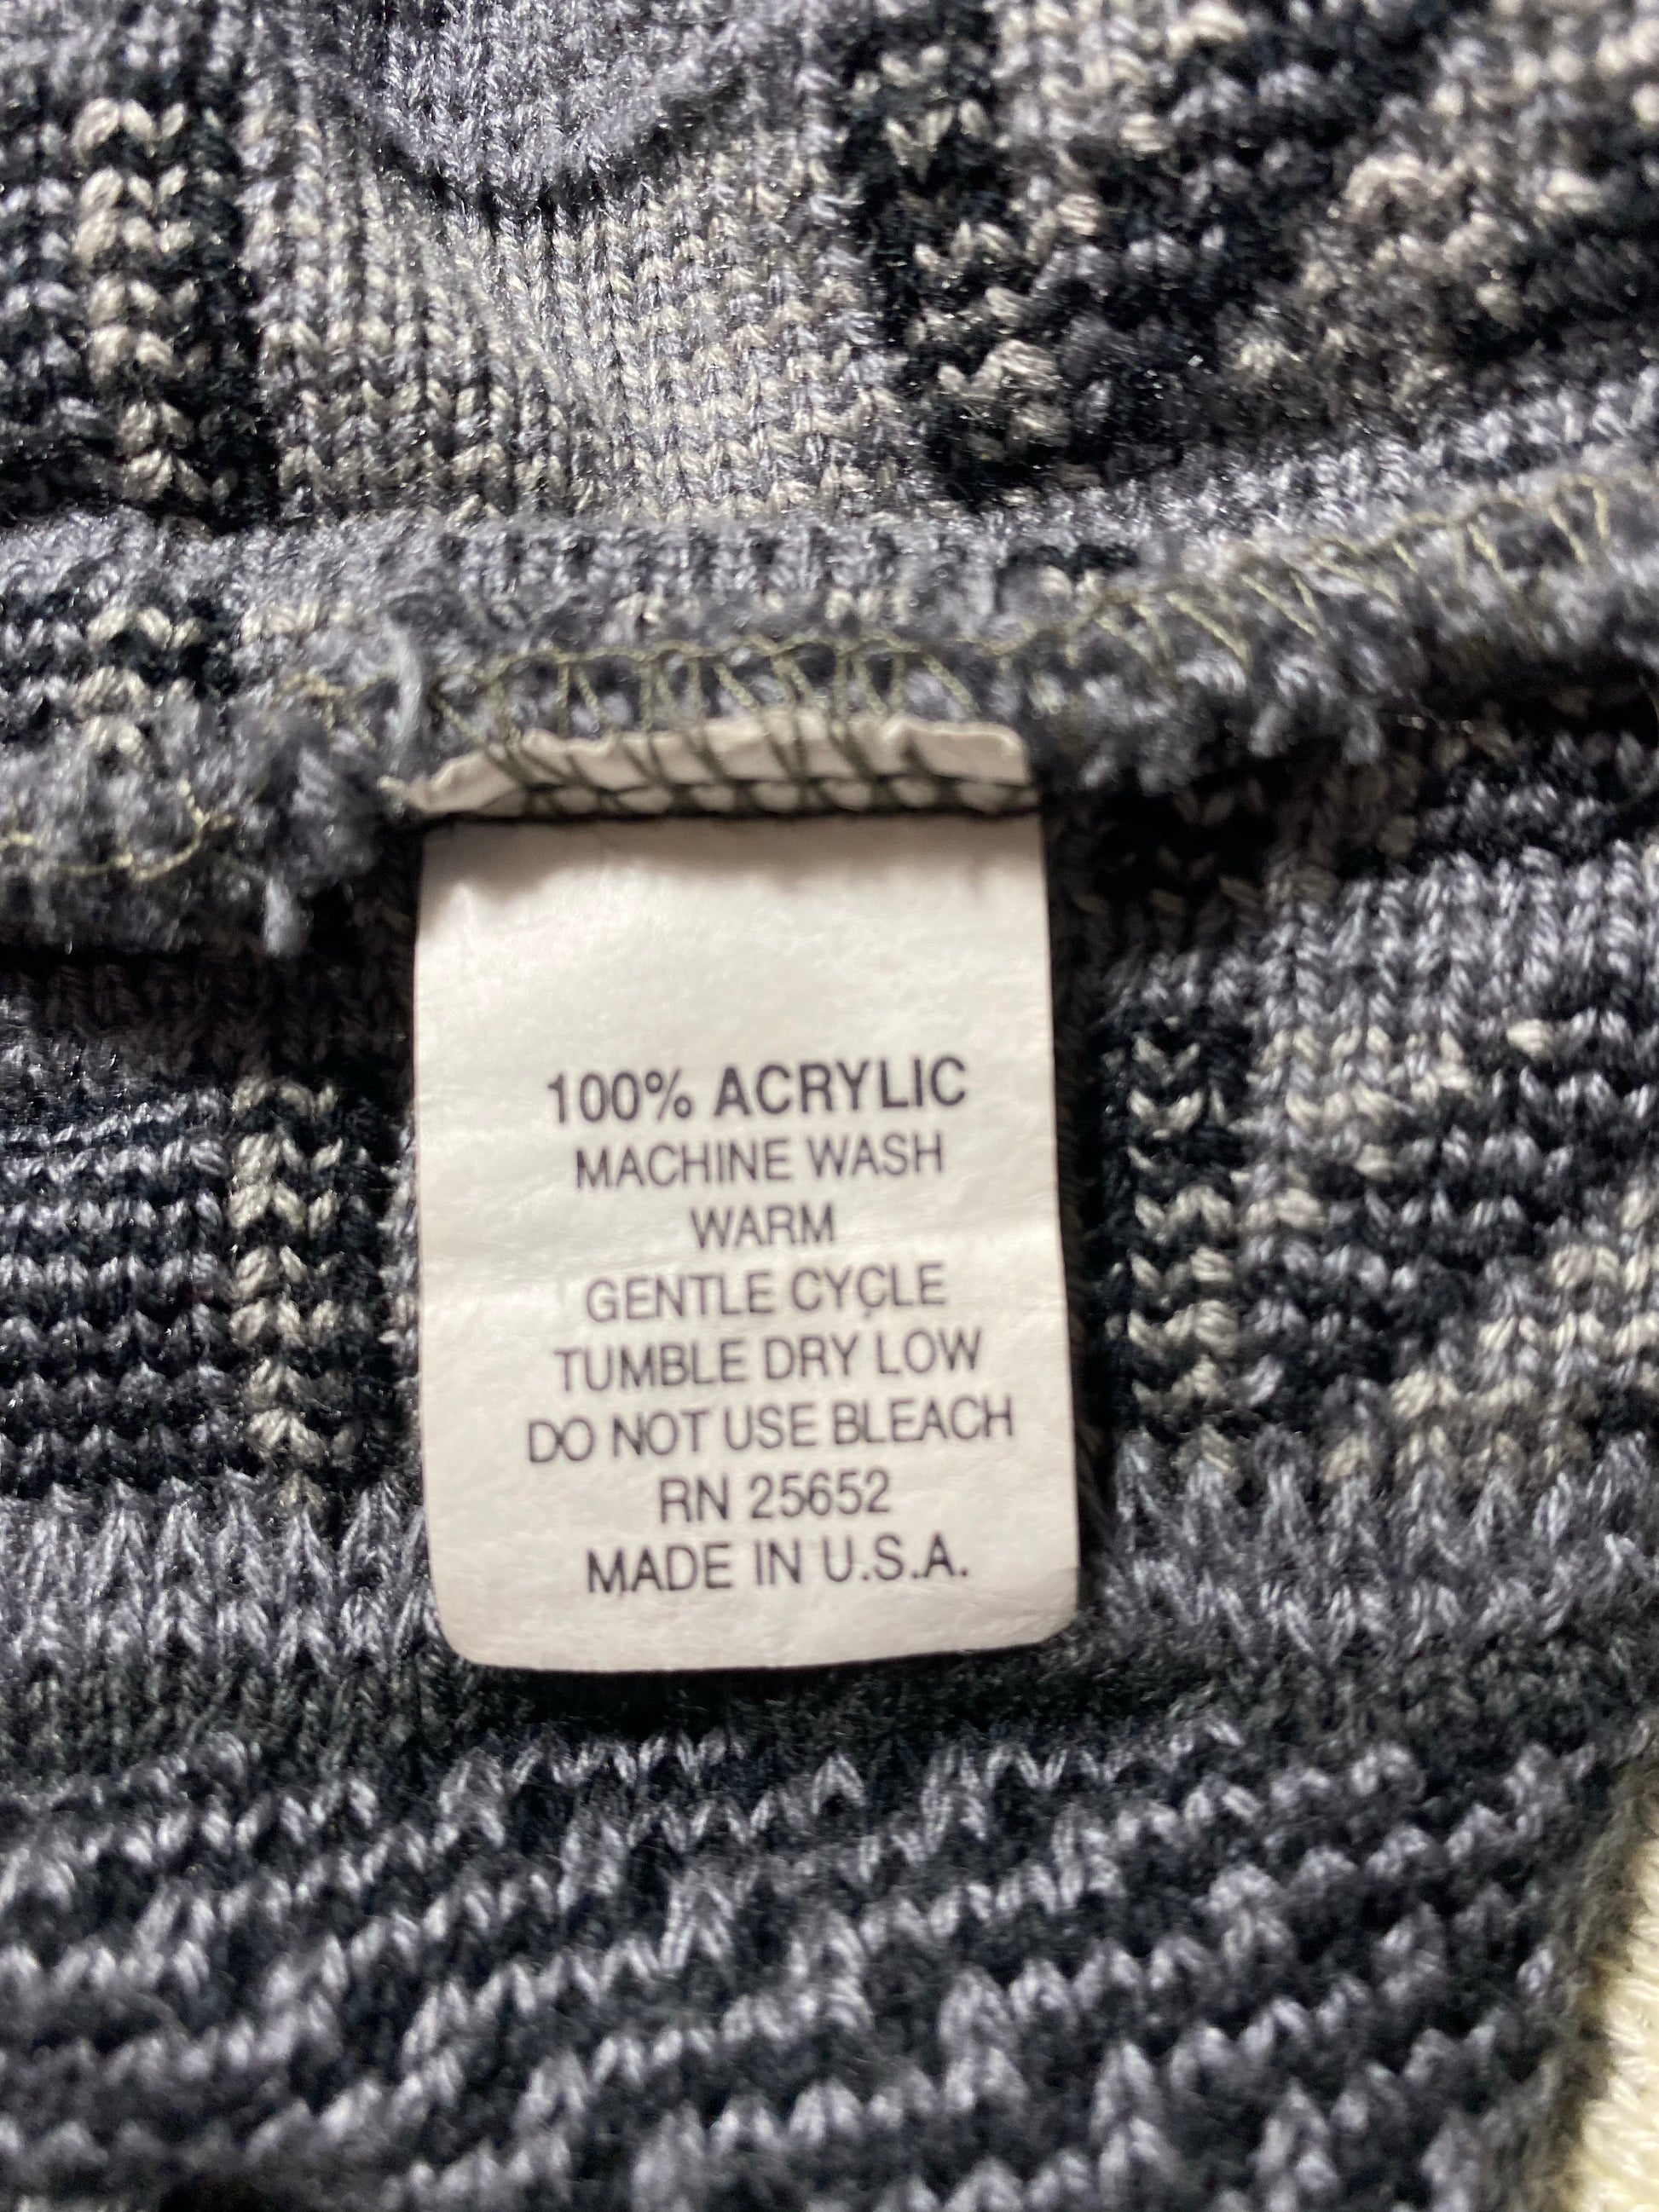 100% ACRYLIC
MACHINE WASH
WARM
GENTLE CYCLE
TUMBLE DRY LOW
DO NOT USE BLEACH
RN 25652
MADE IN U.S.A.